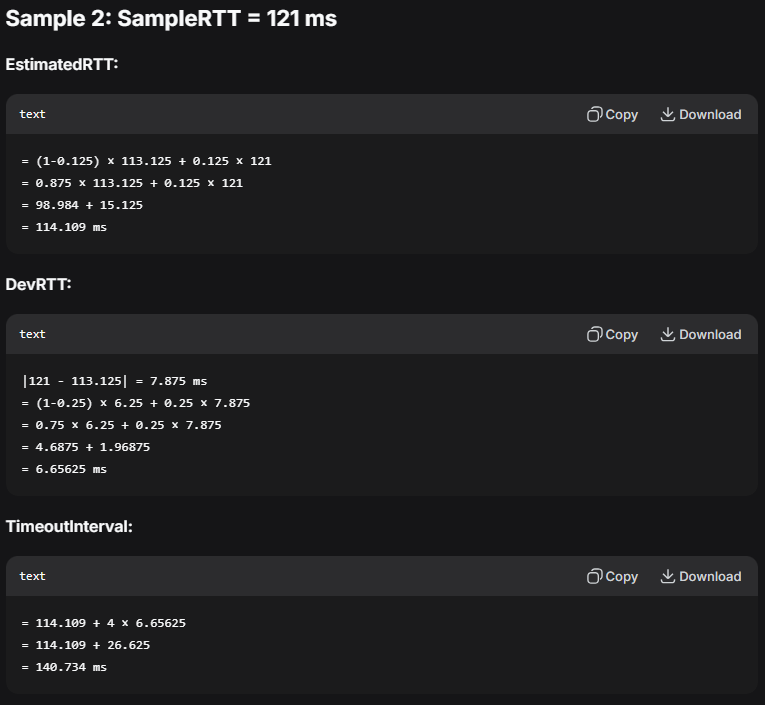 Sample 2: SampleRTT = 121 ms
EstimatedRTT:
text Copy Download
= (1-0.125) × 113.125 + 0.125 × 121
= 0.875 × 113.125 + 0.125 × 121
= 98.984 + 15.125
= 114.109 ms
DevRTT:
text Copy Download
|121 - 113.125| = 7.875 ms
= (1-0.25) × 6.25 + 0.25 × 7.875
= 0.75 × 6.25 + 0.25 × 7.875
= 4.6875 + 1.96875
= 6.65625 ms
TimeoutInterval:
text Copy Download
= 114.109 + 4 × 6.65625
= 114.109 + 26.625
= 140.734 ms